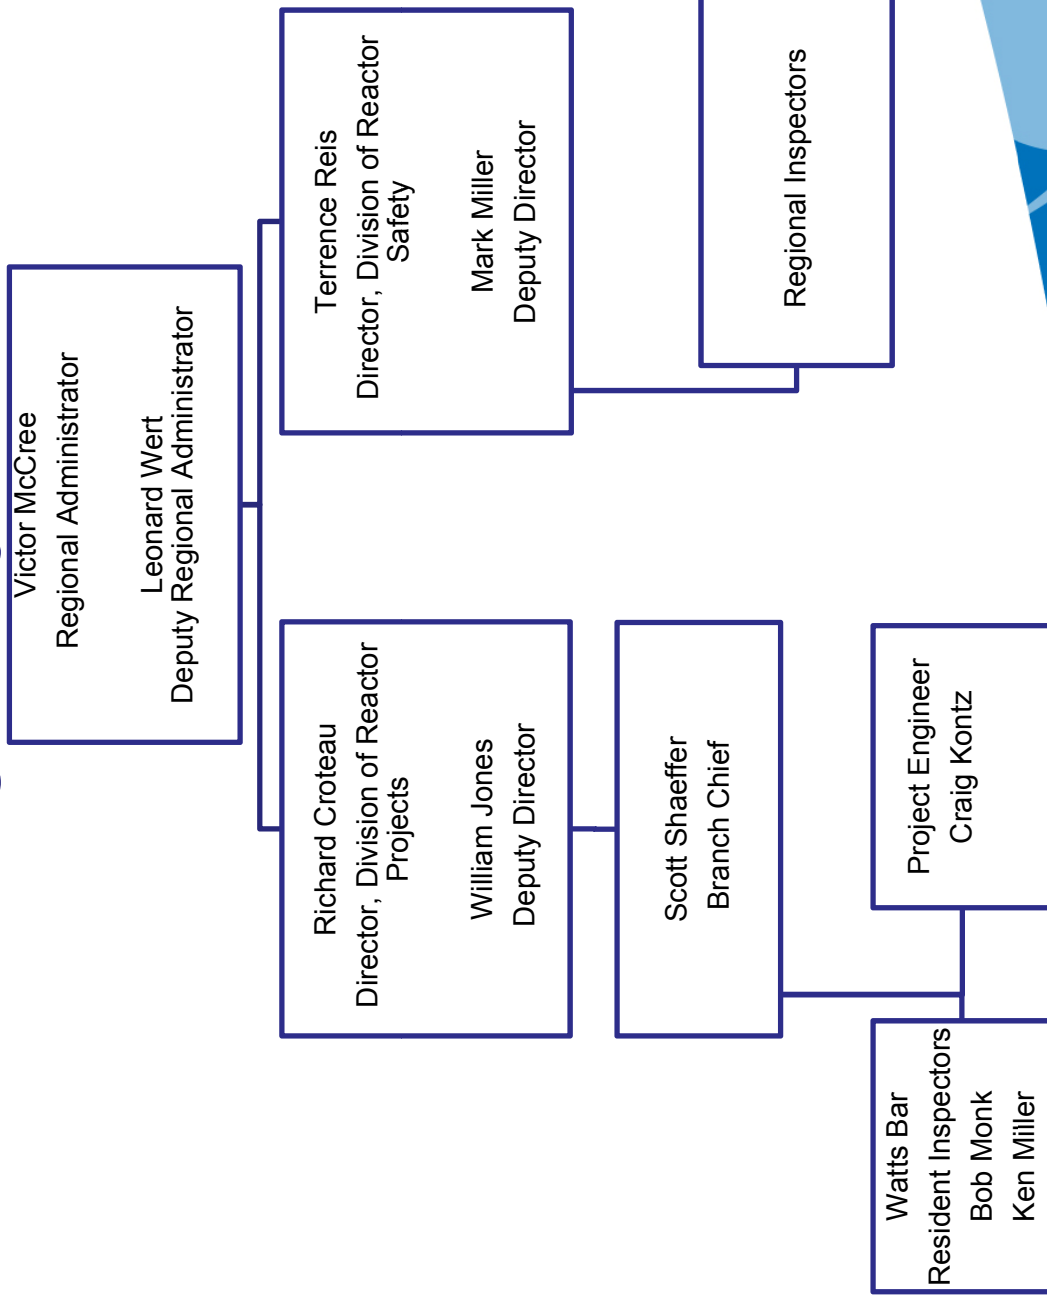 Victor McCree
Regional Administrator
Leonard Wert
Deputy Regional Administrator
Richard Croteau
Director, Division of Reactor
Projects
William Jones
Deputy Director
Terrence Reis
Director, Division of Reactor
Safety
Mark Miller
Deputy Director
Scott Shaeffer
Branch Chief
Regional Inspectors
Watts Bar
Resident Inspectors
Bob Monk
Ken Miller
Project Engineer
Craig Kontz